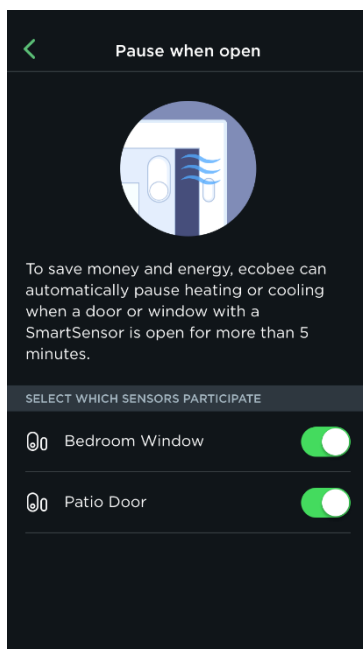 Pause when open
To save money and energy, ecobee can
automatically pause heating or cooling
when a door or window with a
SmartSensor is open for more than 5
minutes.
SELECT WHICH SENSORS PARTICIPATE
Bedroom Window
Patio Door